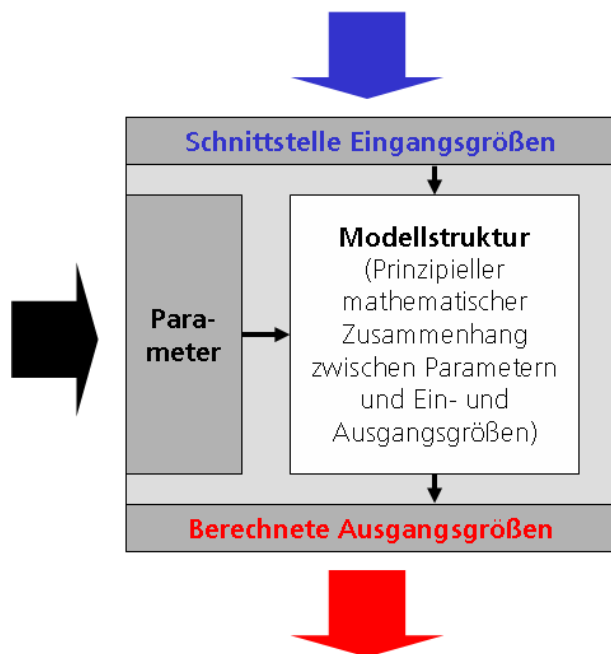 Schnittstelle Eingangsgrößen
Para-
meter
Modellstruktur
(Prinzipieller
mathematischer
Zusammenhang
zwischen Parametern
und Ein- und
Ausgangsgrößen)
Berechnete Ausgangsgrößen